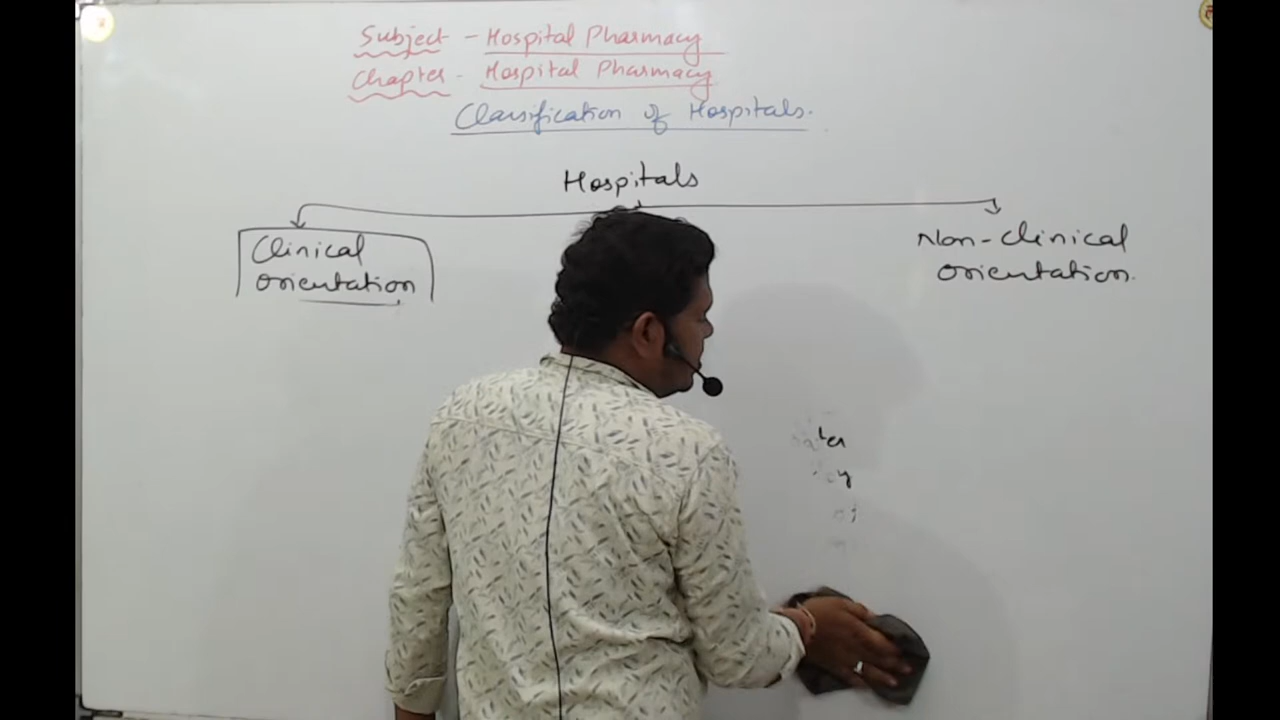 Subject - Hospital Pharmacy
Chapter - Hospital Pharmacy
Classification of Hospitals.
Hospitals
Clinical
orientation
Non-clinical
orientation.